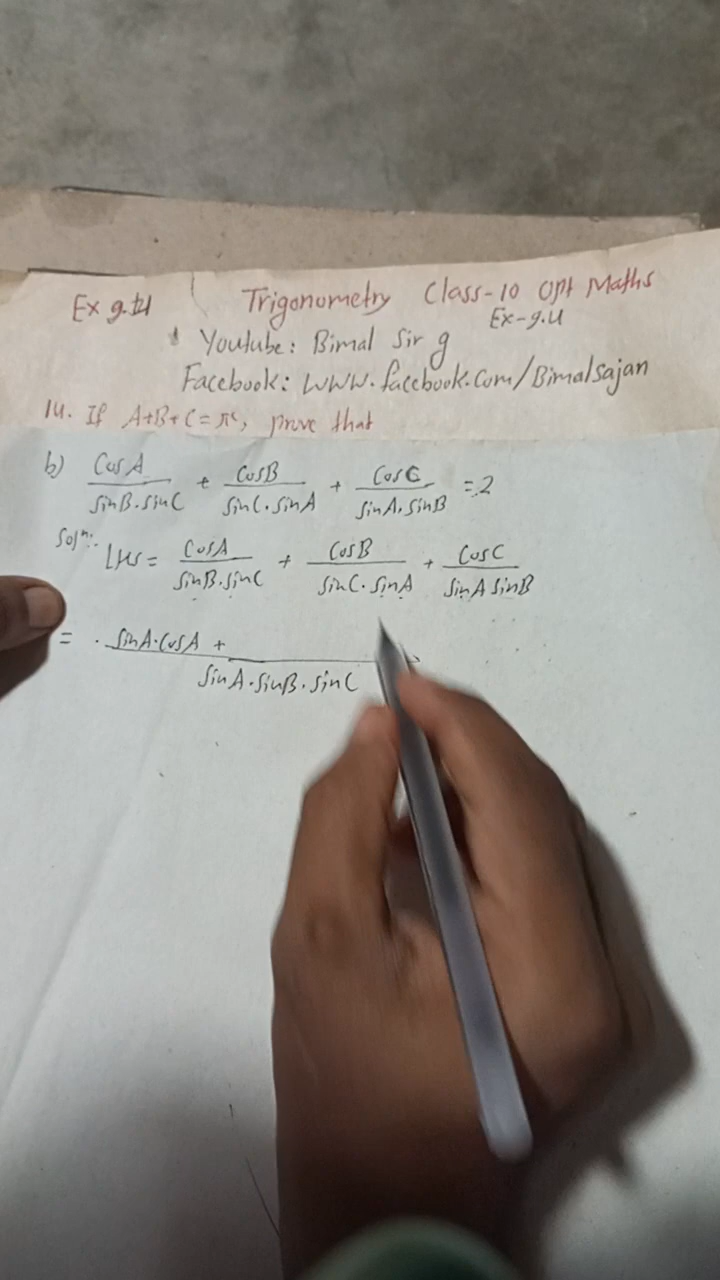 Ex 9.4 Trigonometry Class-10 Opt Maths
Ex-9.4
Youtube: Bimal Sir g
Facebook: www.facebook.com/Bimalsajan
14. If A+B+C = πᶜ, prove that
b) CosA/(sinB.sinC) + CosB/(sinC.sinA) + CosC/(sinA.sinB) = 2
Solⁿ:- LHS = CosA/(sinB.sinC) + CosB/(sinC.sinA) + CosC/(sinA sinB)
= sinA.CosA + / sinA.sinB.sinC